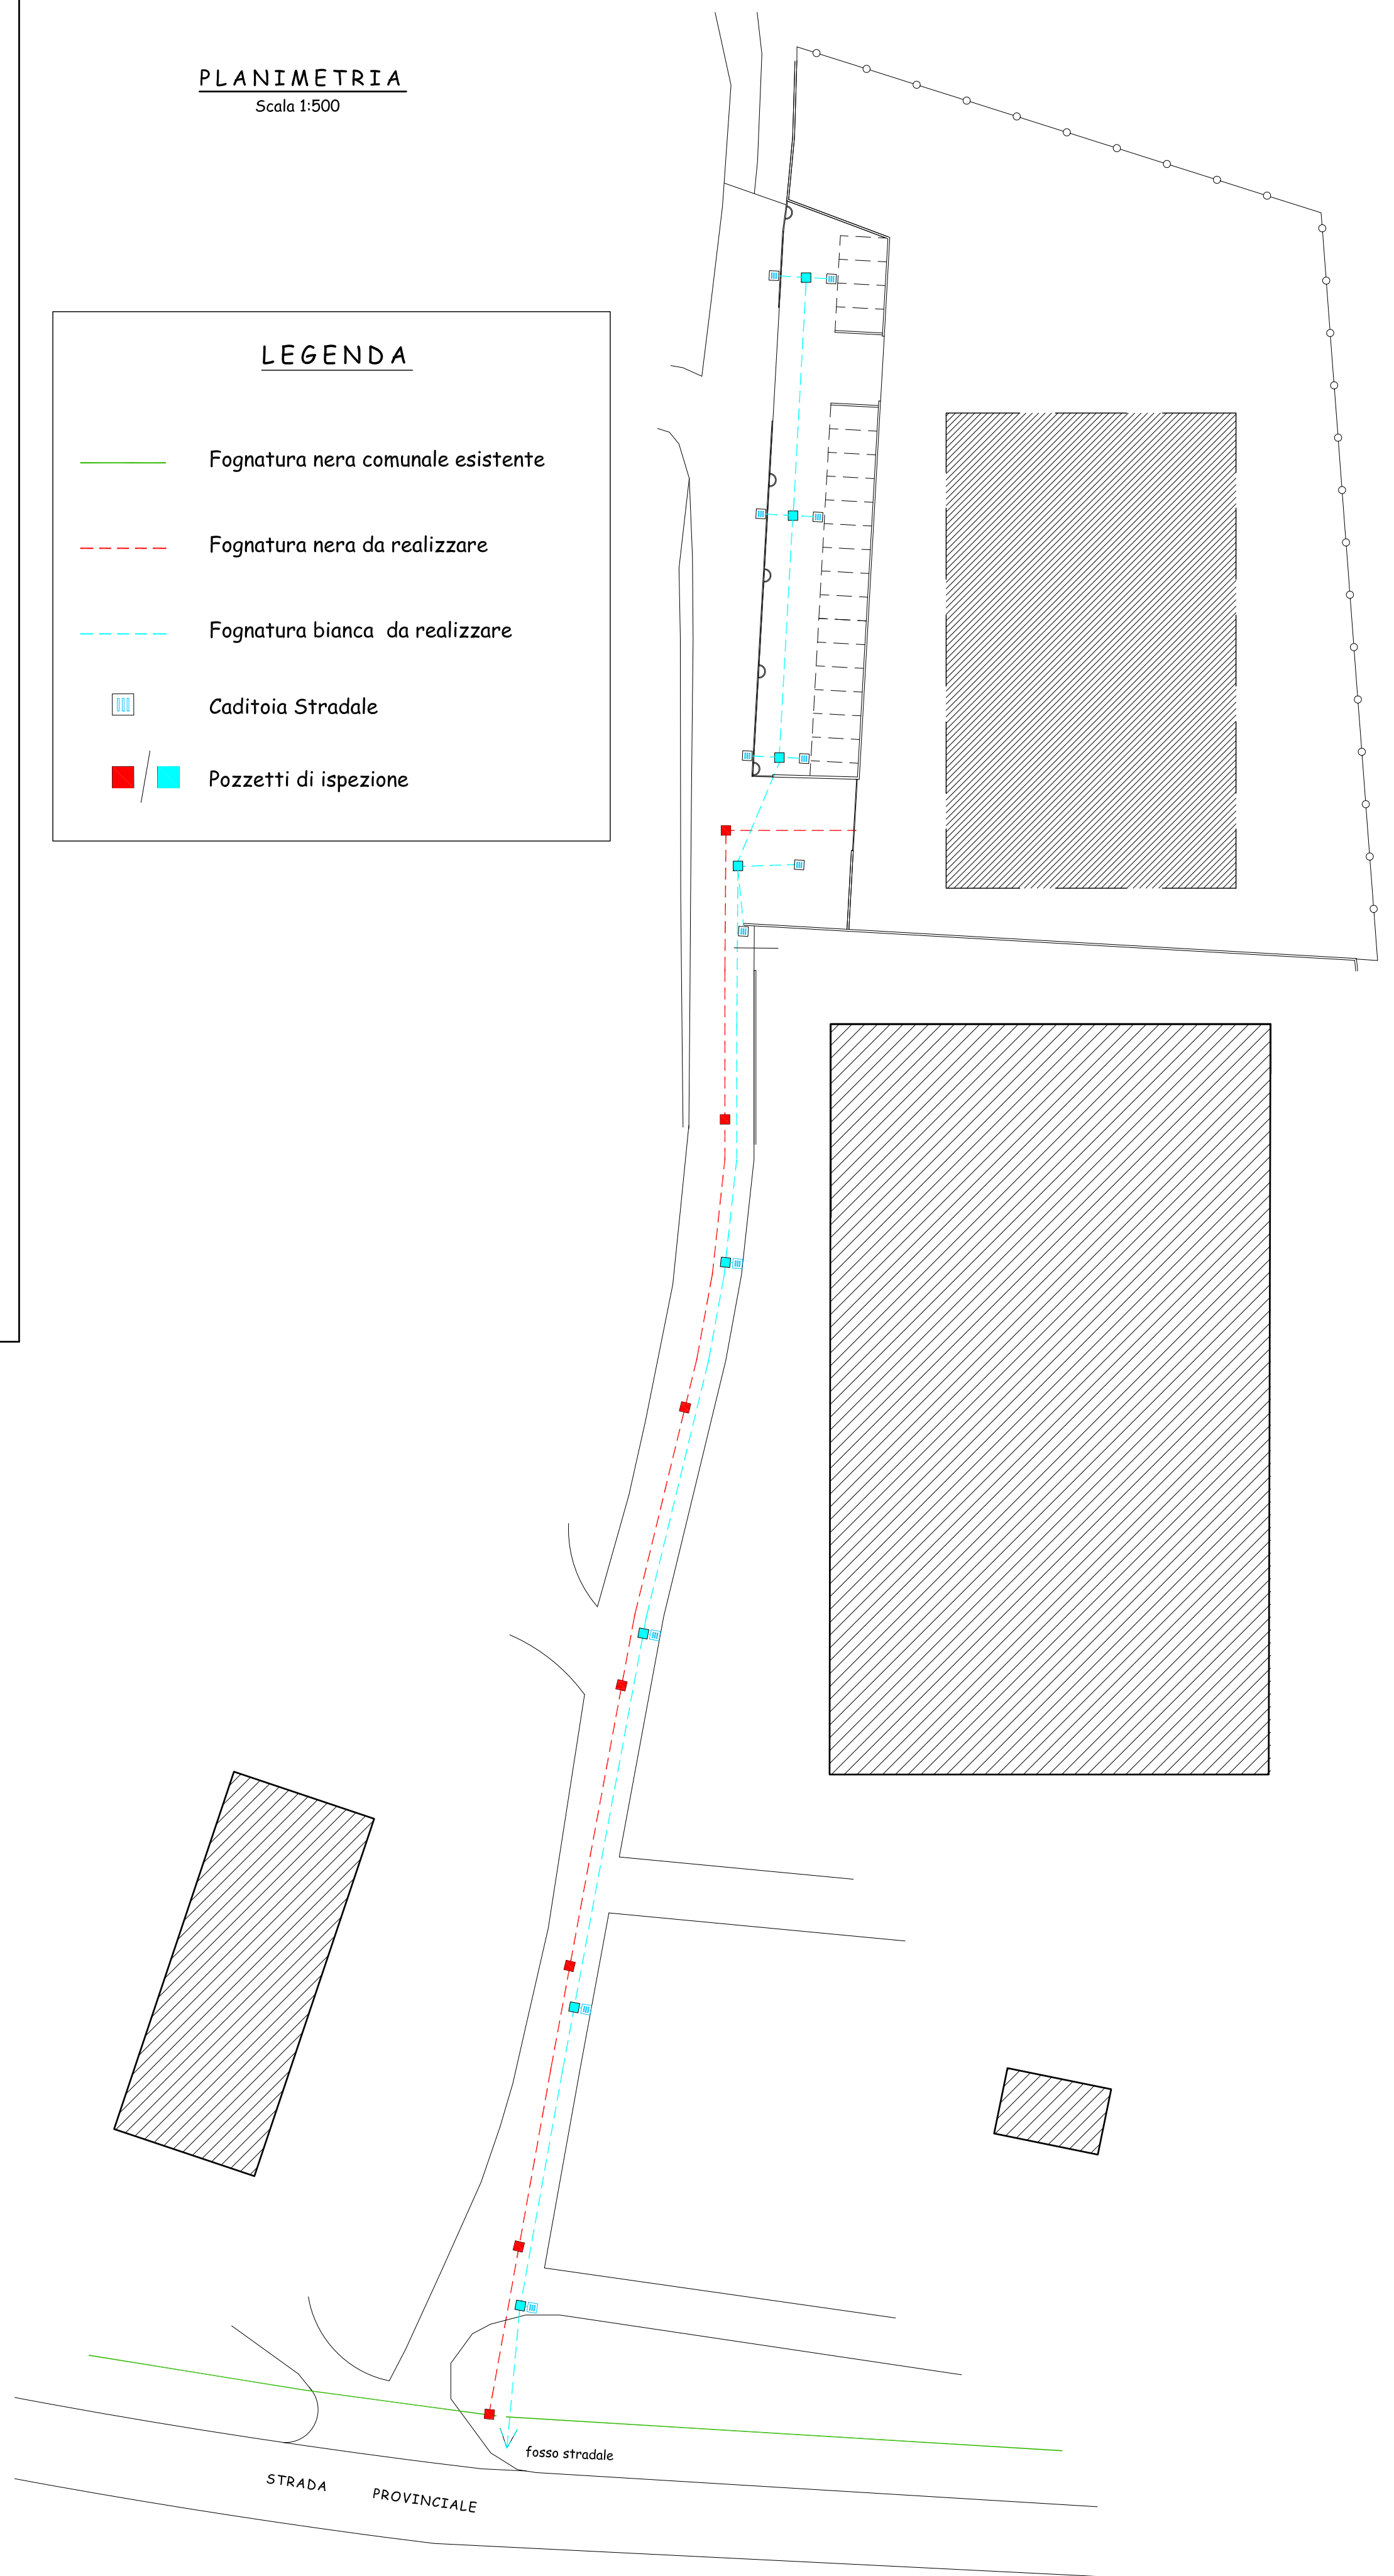 PLANIMETRIA
Scala 1:500
LEGENDA
Fognatura nera comunale esistente
Fognatura nera da realizzare
Fognatura bianca da realizzare
Caditoia Stradale
Pozzetti di ispezione
fosso stradale
STRADA PROVINCIALE